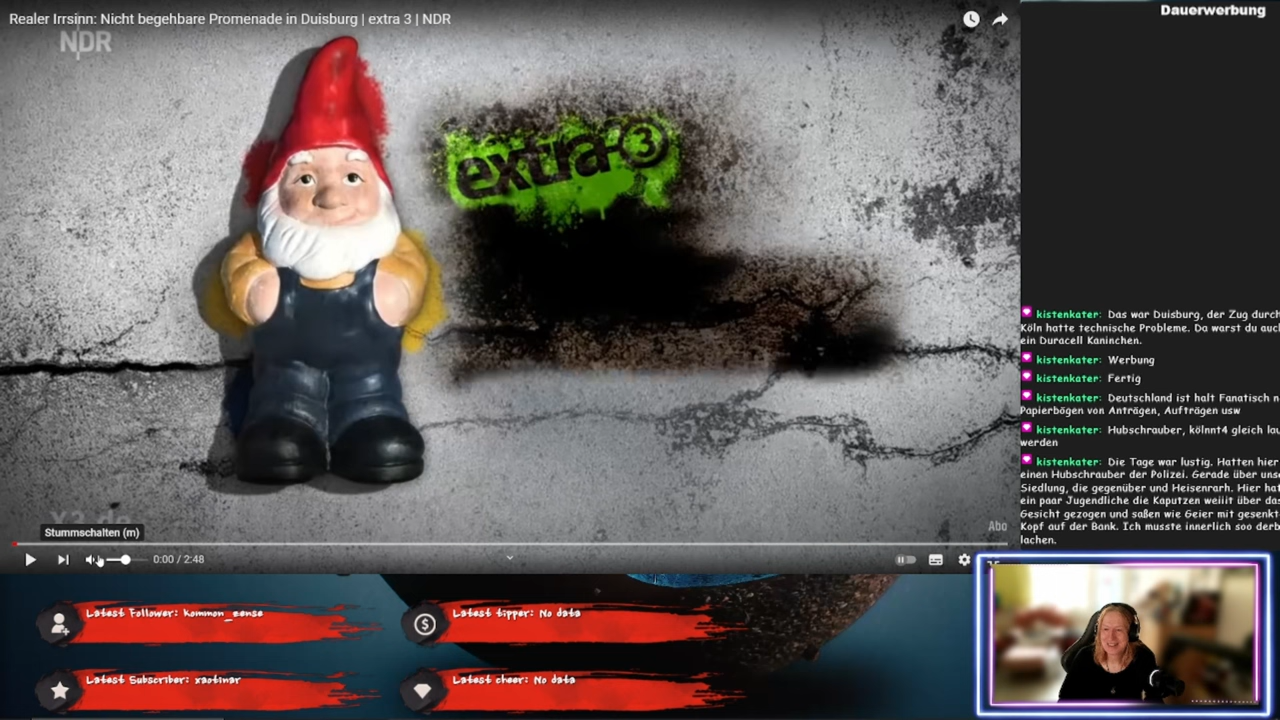 Realer Irrsinn: Nicht begehbare Promenade in Duisburg | extra 3 | NDR
NDR
Dauerwerbung
extra 3
kistenkater: Das war Duisburg, der Zug durch
Köln hatte technische Probleme. Da warst du auc
ein Duracell Kaninchen.
kistenkater: Werbung
kistenkater: Fertig
kistenkater: Deutschland ist halt Fanatisch n
Papierbögen von Anträgen, Aufträgen usw
kistenkater: Hubschrauber, kölnnt4 gleich lau
werden
kistenkater: Die Tage war lustig. Hatten hier
einen Hubschrauber der Polizei. Gerade über uns
Siedlung, die gegenüber und Heisenrarh. Hier hat
ein paar Jugendliche die Kaputzen weiiit über das
Gesicht gezogen und saßen wie Geier mit gesenkt
Kopf auf der Bank. Ich musste innerlich soo derb
lachen.
Abo
Stummschalten (m)
0:00 / 2:48
Latest Follower: Kommon_zense
Latest tipper: No data
Latest Subscriber: xaotinar
Latest cheer: No data